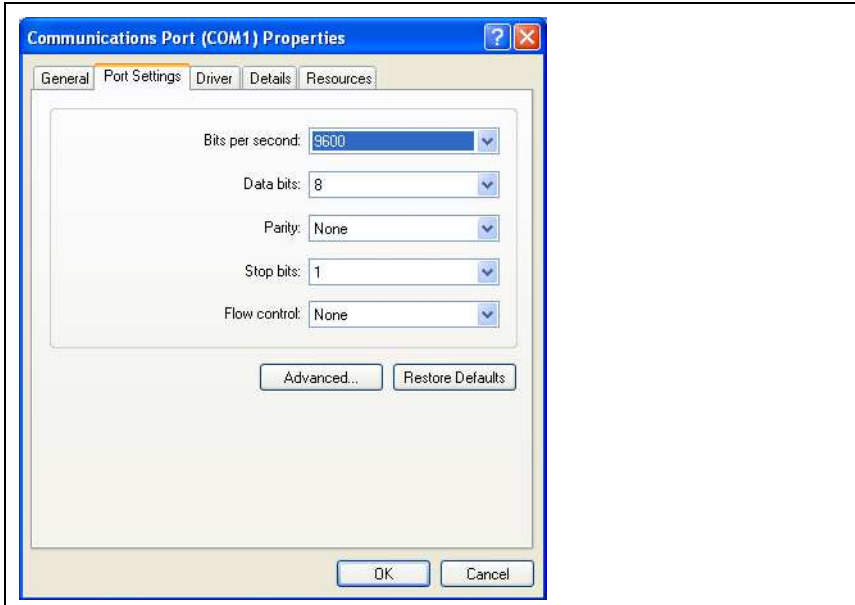 Communications Port (COM1) Properties
General Port Settings Driver Details Resources
Bits per second: 9600
Data bits: 8
Parity: None
Stop bits: 1
Flow control: None
Advanced... Restore Defaults
OK Cancel